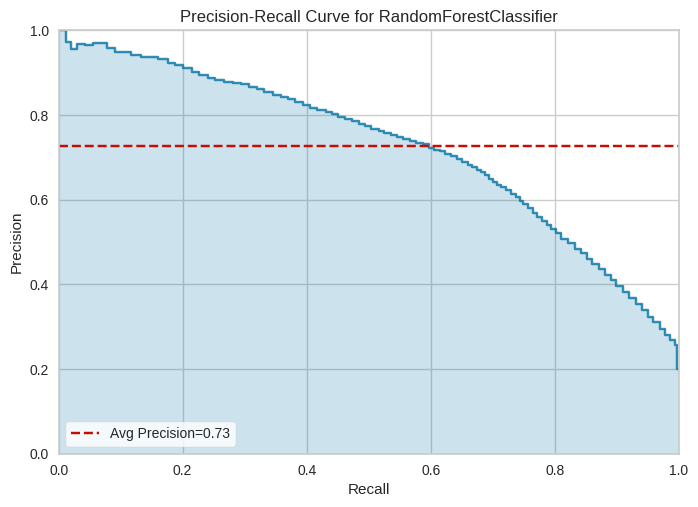 Precision-Recall Curve for RandomForestClassifier
1.0
0.8
0.6
0.4
0.2
0.0
Precision
Avg Precision=0.73
0.0 0.2 0.4 0.6 0.8 1.0
Recall